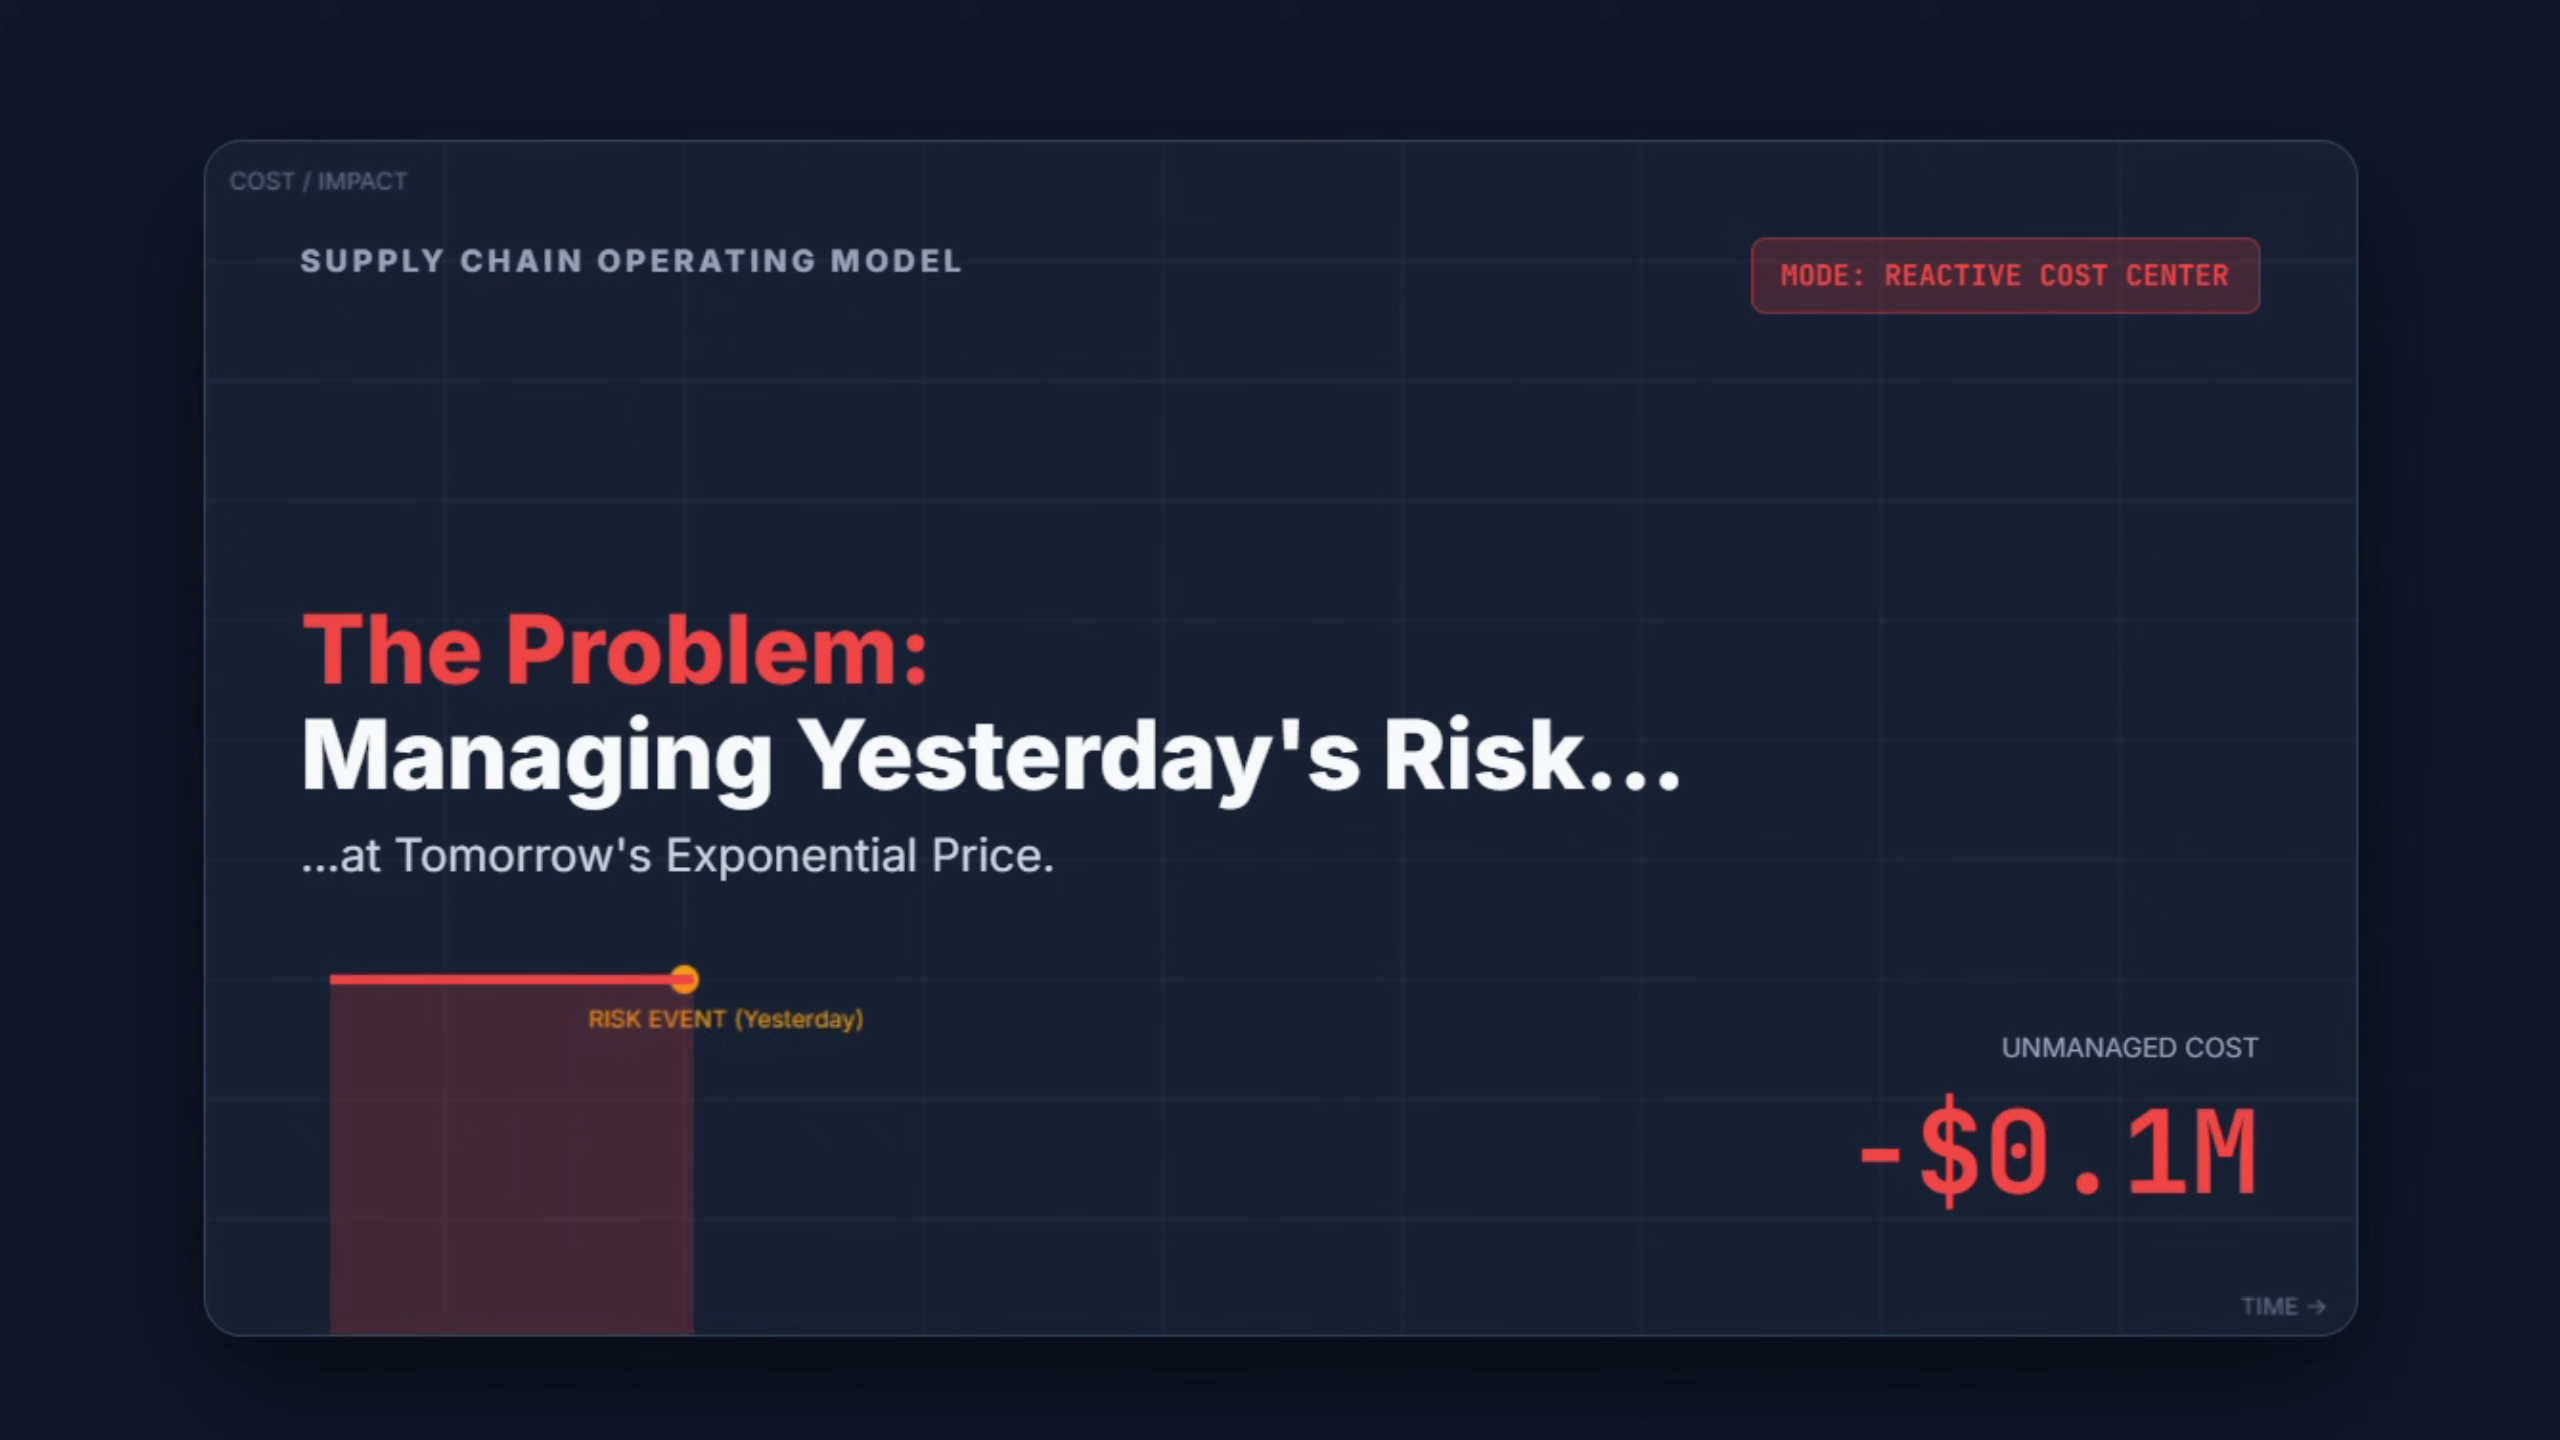 COST / IMPACT
SUPPLY CHAIN OPERATING MODEL
MODE: REACTIVE COST CENTER
The Problem:
Managing Yesterday's Risk...
...at Tomorrow's Exponential Price.
RISK EVENT (Yesterday)
UNMANAGED COST
-$0.1M
TIME →